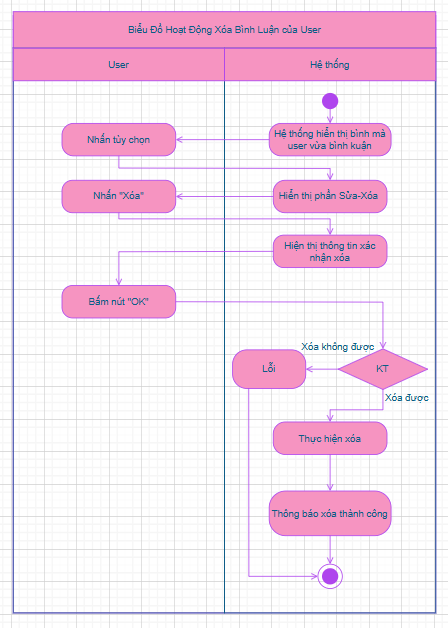 Biểu Đồ Hoạt Động Xóa Bình Luận của User
User
Hệ thống
Hệ thống hiển thị bình mà
user vừa bình kuận
Nhấn tùy chọn
Hiển thị phần Sửa-Xóa
Nhấn "Xóa"
Hiện thị thông tin xác
nhận xóa
Bấm nút "OK"
Xóa không được
KT
Lỗi
Xóa được
Thực hiện xóa
Thông báo xóa thành công